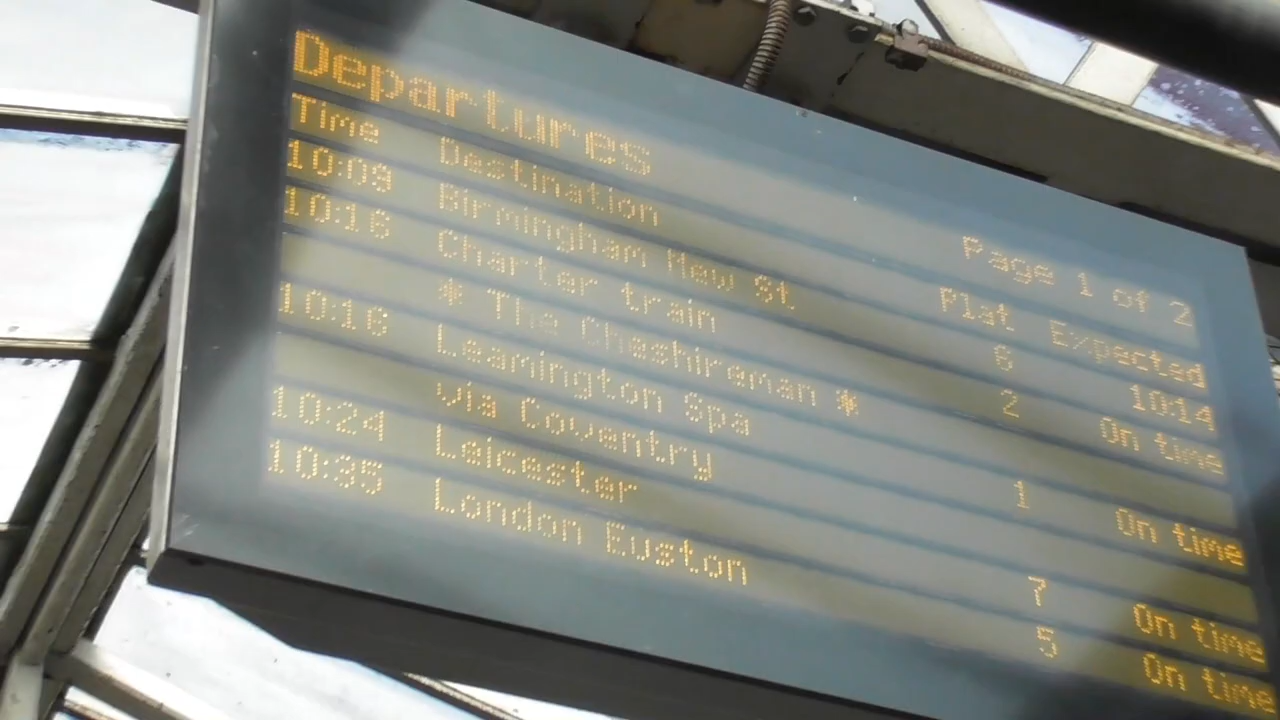 Departures
Page 1 of 2
Time Destination Plat Expected
10:09 Birmingham New St 6 10:14
10:16 Charter train 2 On time
* The Cheshireman *
10:16 Leamington Spa 1 On time
via Coventry
10:24 Leicester 7 On time
10:35 London Euston 5 On time